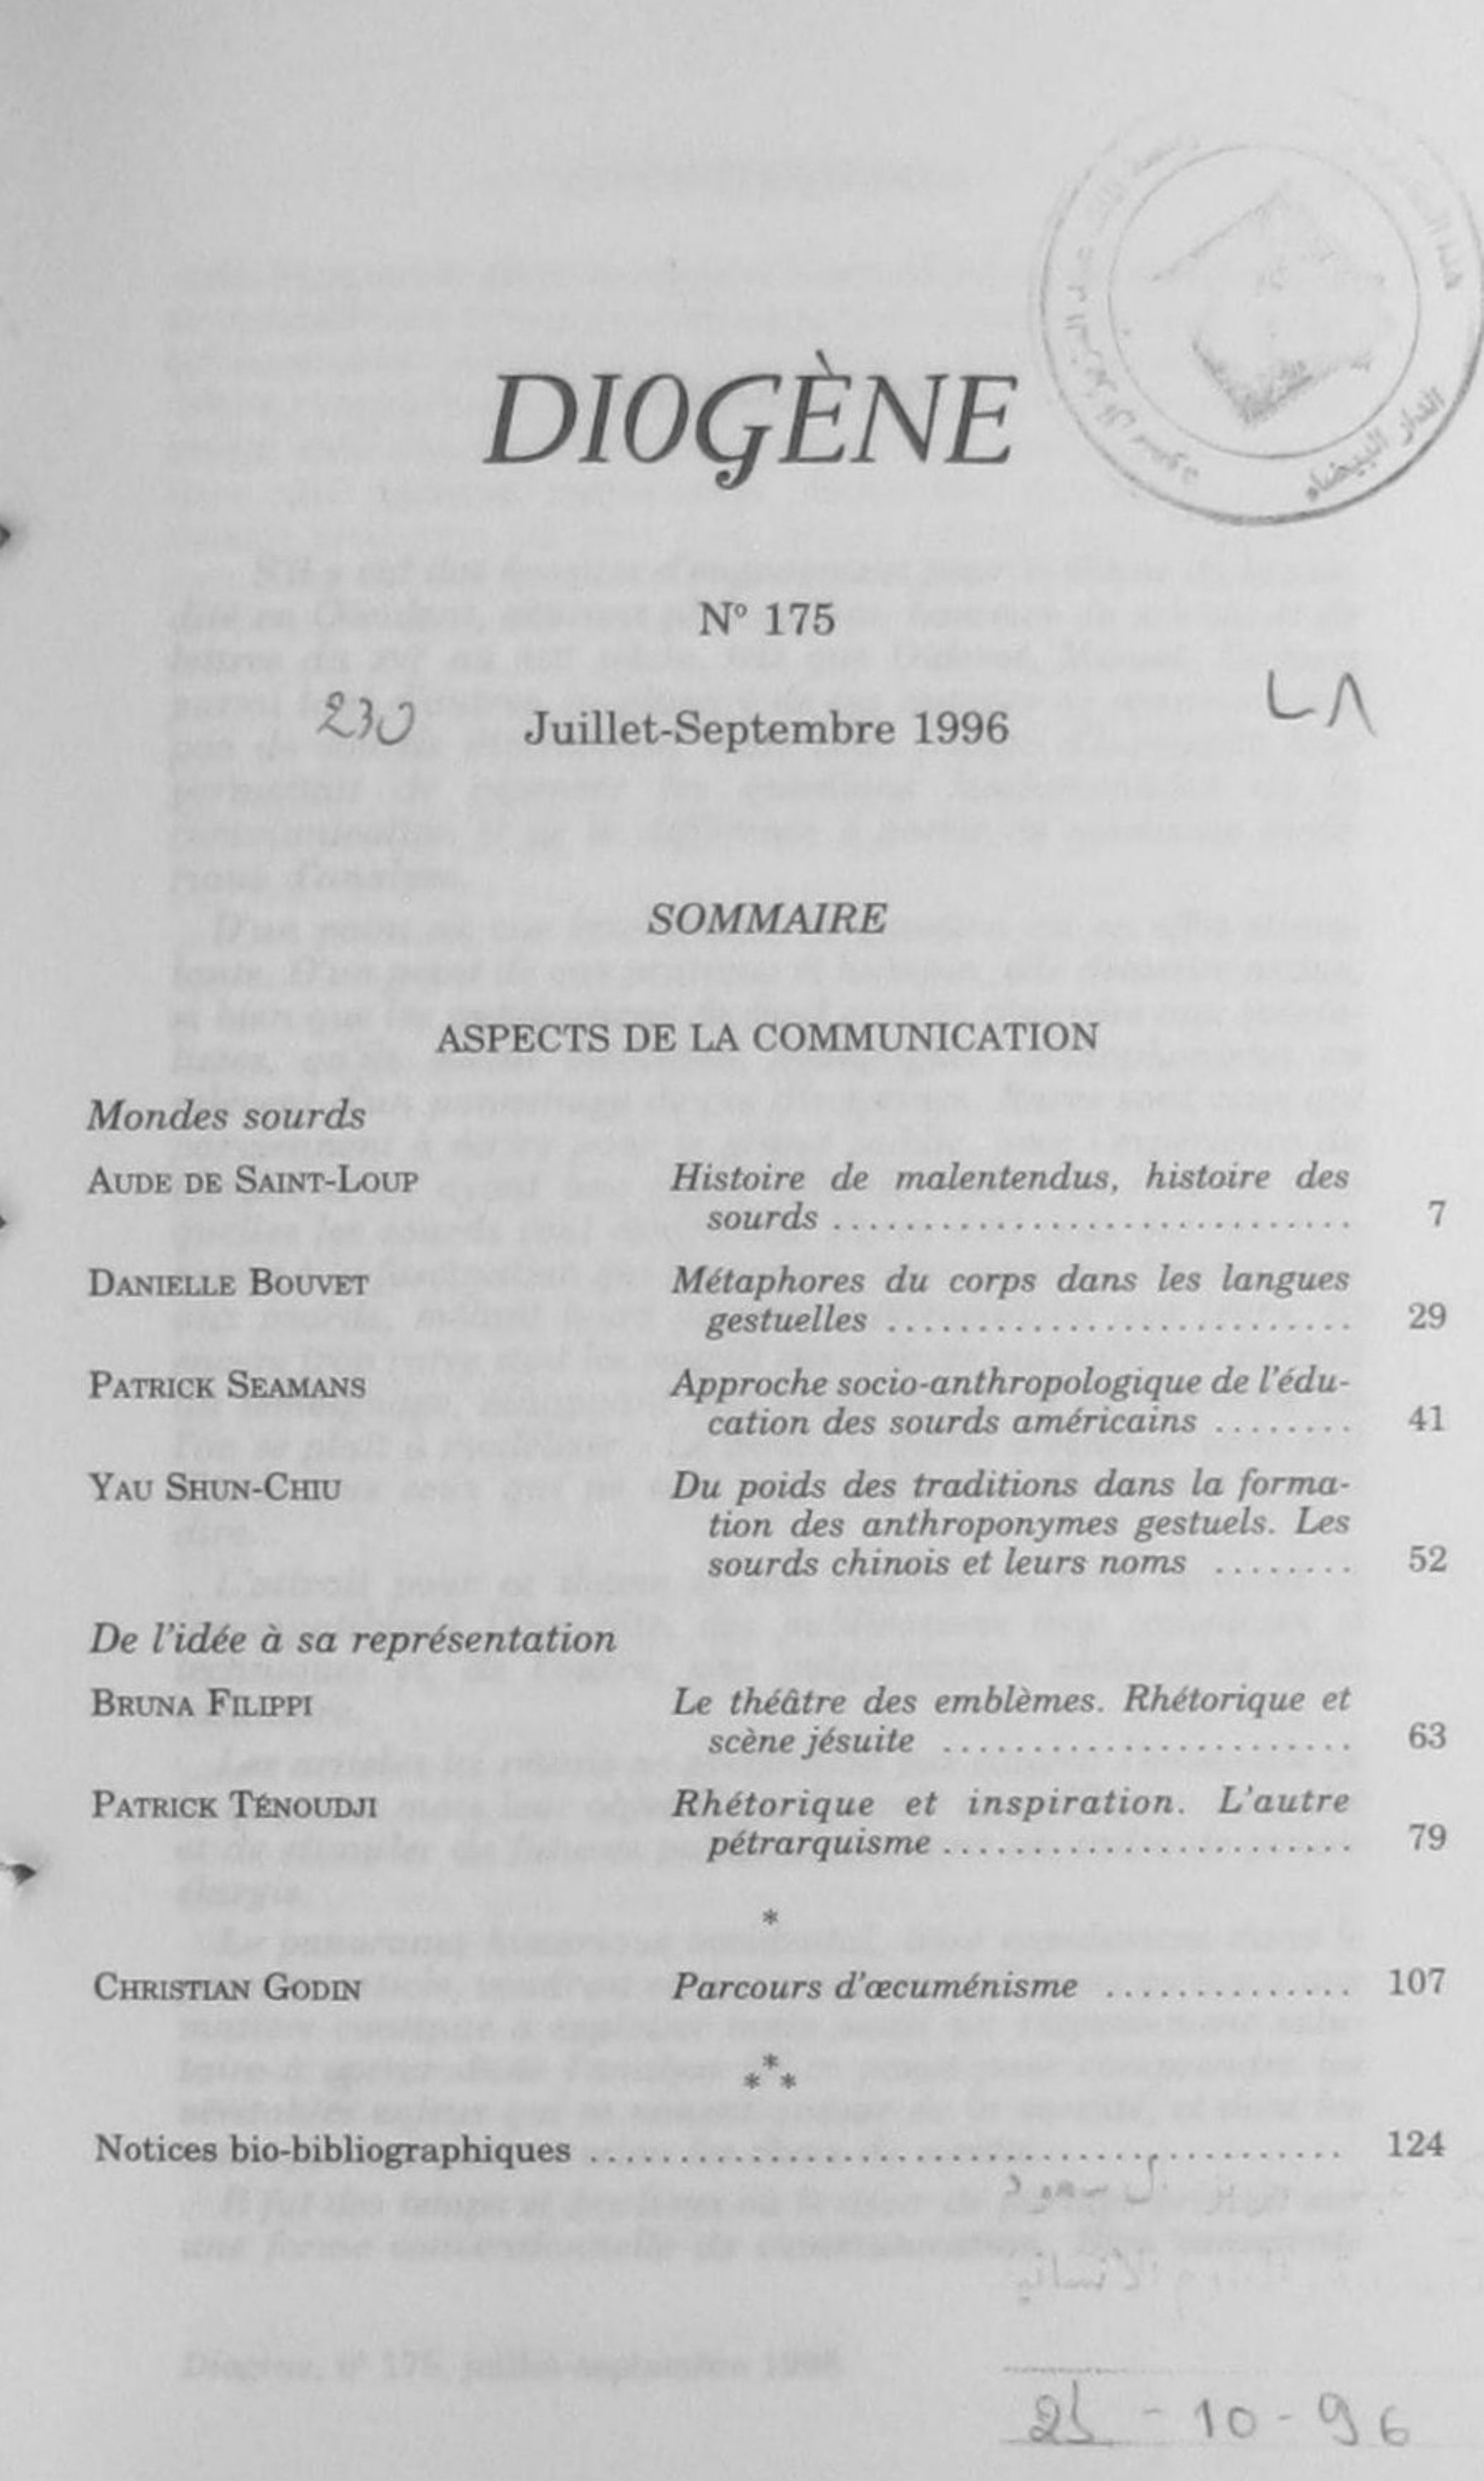 DIOGÈNE
الدار البيضاء
N° 175
230
Juillet-Septembre 1996
SOMMAIRE
ASPECTS DE LA COMMUNICATION
Mondes sourds
AUDE DE SAINT-LOUP Histoire de malentendus, histoire des
sourds ............................. 7
DANIELLE BOUVET Métaphores du corps dans les langues
gestuelles .......................... 29
PATRICK SEAMANS Approche socio-anthropologique de l'édu-
cation des sourds américains ........ 41
YAU SHUN-CHIU Du poids des traditions dans la forma-
tion des anthroponymes gestuels. Les
sourds chinois et leurs noms ........ 52
De l'idée à sa représentation
BRUNA FILIPPI Le théâtre des emblèmes. Rhétorique et
scène jésuite ....................... 63
PATRICK TÉNOUDJI Rhétorique et inspiration. L'autre
pétrarquisme ....................... 79
*
CHRISTIAN GODIN Parcours d'œcuménisme .............. 107
***
Notices bio-bibliographiques .......................................... 124
25 - 10 - 96